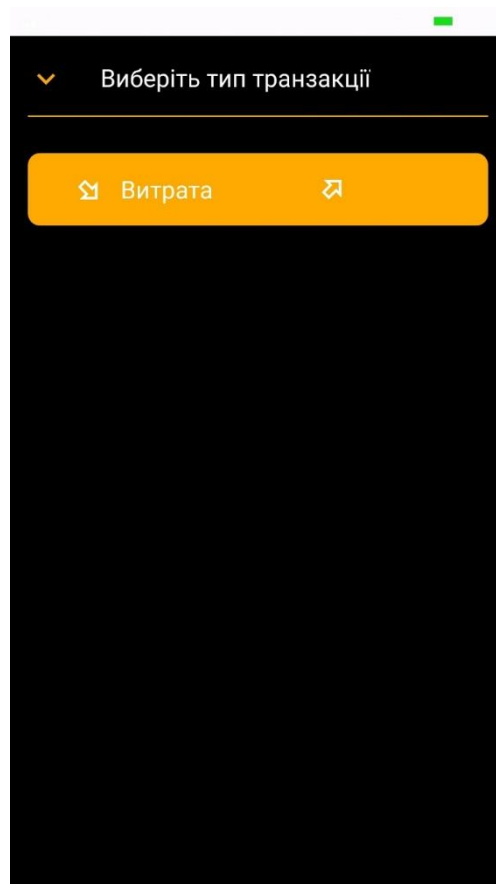 Виберіть тип транзакції
Витрата